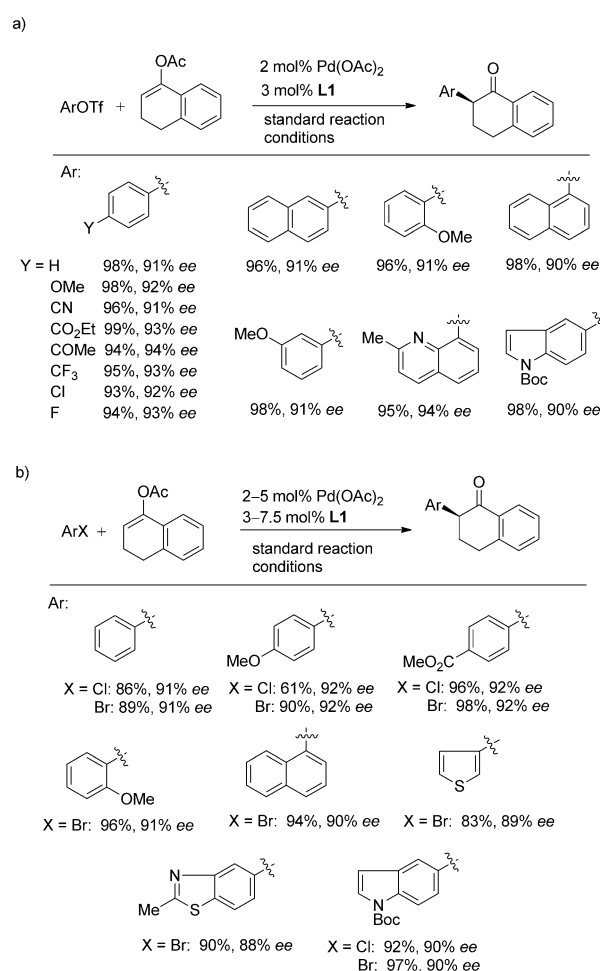 a)
OAc
ArOTf +
2 mol% Pd(OAc)2
3 mol% L1
standard reaction
conditions
O
Ar
Ar:
Y
OMe
Y = H 98%, 91% ee
OMe 98%, 92% ee
CN 96%, 91% ee
CO2Et 99%, 93% ee
COMe 94%, 94% ee
CF3 95%, 93% ee
Cl 93%, 92% ee
F 94%, 93% ee
96%, 91% ee
96%, 91% ee
98%, 90% ee
MeO
98%, 91% ee
Me
N
95%, 94% ee
N
Boc
98%, 90% ee
b)
OAc
ArX +
2–5 mol% Pd(OAc)2
3–7.5 mol% L1
standard reaction
conditions
O
Ar
Ar:
X = Cl: 86%, 91% ee
Br: 89%, 91% ee
MeO
X = Cl: 61%, 92% ee
Br: 90%, 92% ee
MeO2C
X = Cl: 96%, 92% ee
Br: 98%, 92% ee
OMe
X = Br: 96%, 91% ee
X = Br: 94%, 90% ee
S
X = Br: 83%, 89% ee
N
Me
S
X = Br: 90%, 88% ee
N
Boc
X = Cl: 92%, 90% ee
Br: 97%, 90% ee